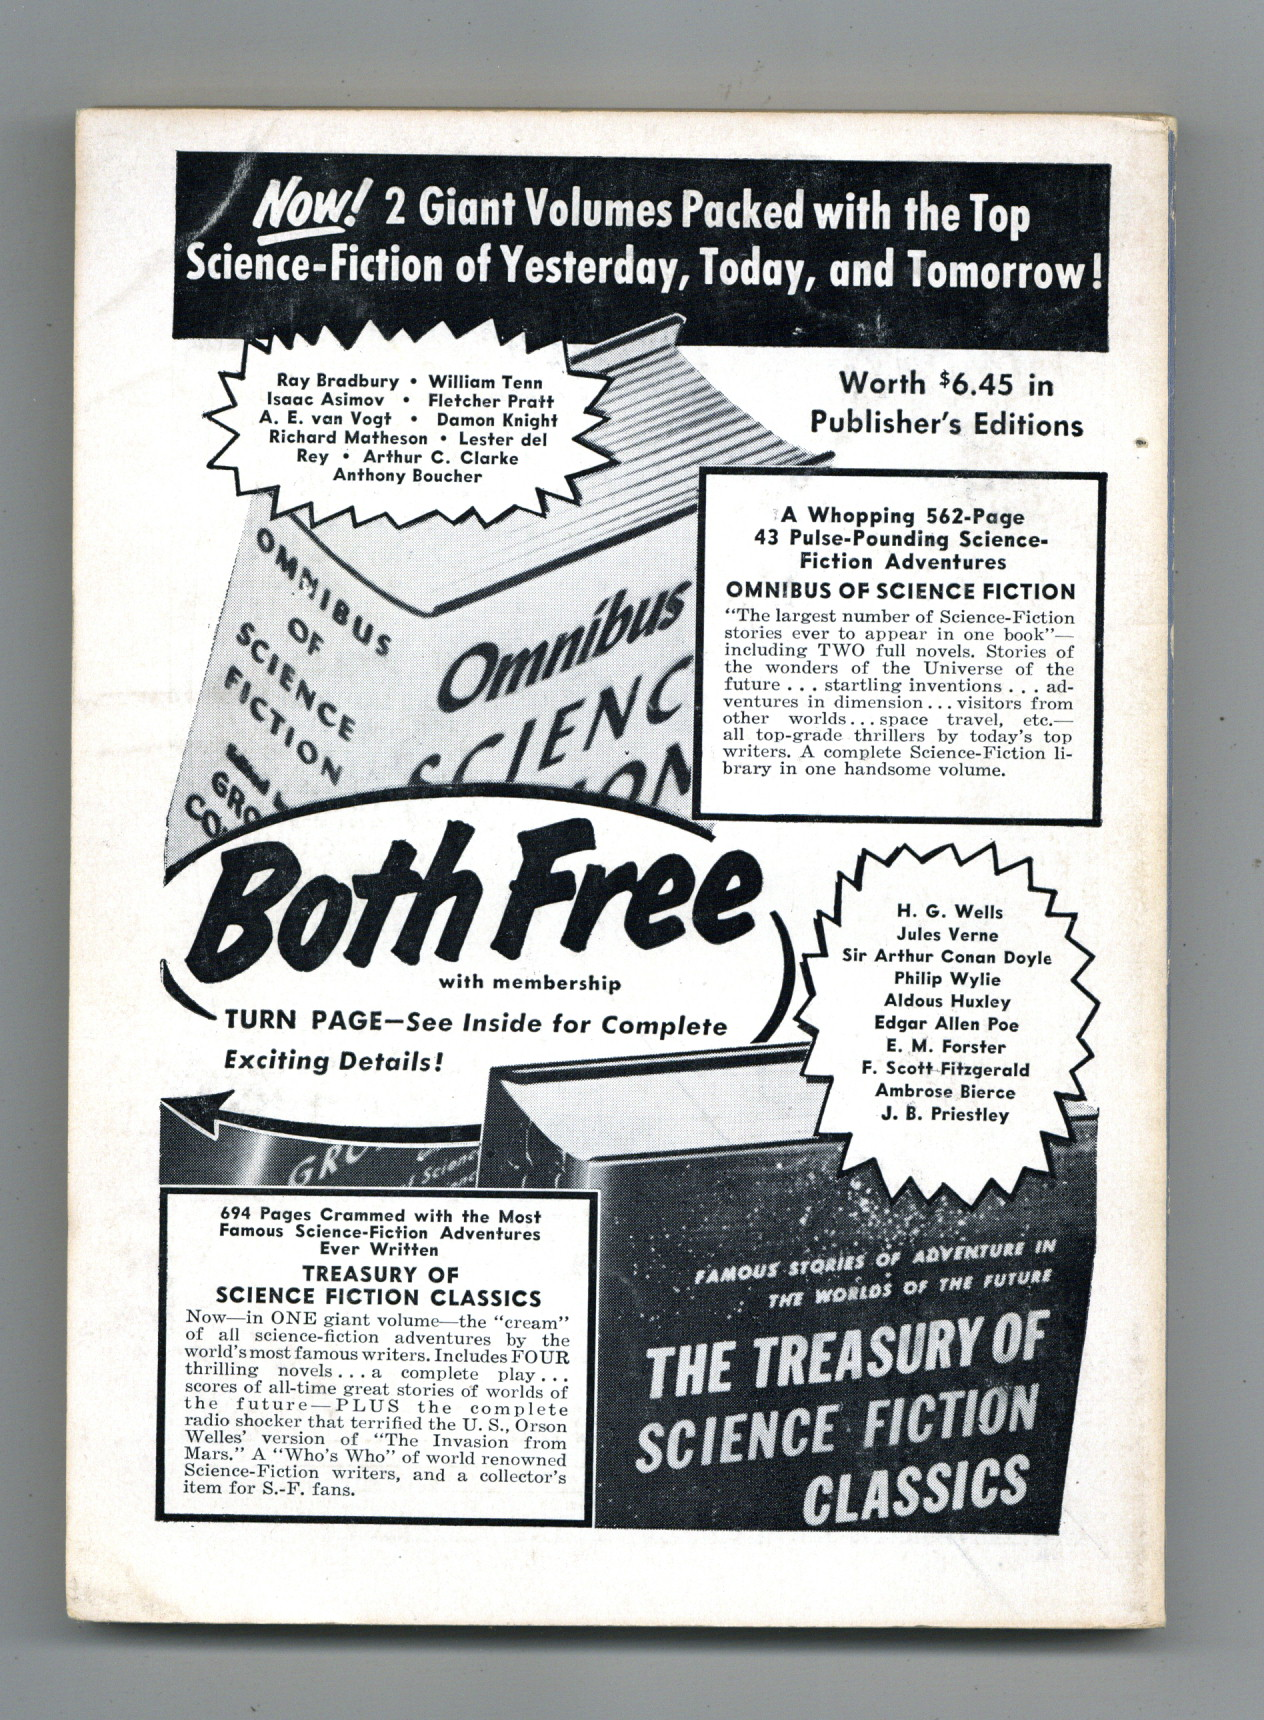 Now! 2 Giant Volumes Packed with the Top
Science-Fiction of Yesterday, Today, and Tomorrow!
Ray Bradbury • William Tenn
Isaac Asimov • Fletcher Pratt
A. E. van Vogt • Damon Knight
Richard Matheson • Lester del
Rey • Arthur C. Clarke
Anthony Boucher
Worth $6.45 in
Publisher's Editions
A Whopping 562-Page
43 Pulse-Pounding Science-
Fiction Adventures
OMNIBUS OF SCIENCE FICTION
"The largest number of Science-Fiction
stories ever to appear in one book"—
including TWO full novels. Stories of
the wonders of the Universe of the
future . . . startling inventions . . . ad-
ventures in dimension . . . visitors from
other worlds . . . space travel, etc.—
all top-grade thrillers by today's top
writers. A complete Science-Fiction li-
brary in one handsome volume.
OMNIBUS
OF
SCIENCE
FICTION
GRO
CO
Omnibus
SCIENC
ON
Both Free
with membership
TURN PAGE—See Inside for Complete
Exciting Details!
H. G. Wells
Jules Verne
Sir Arthur Conan Doyle
Philip Wylie
Aldous Huxley
Edgar Allen Poe
E. M. Forster
F. Scott Fitzgerald
Ambrose Bierce
J. B. Priestley
694 Pages Crammed with the Most
Famous Science-Fiction Adventures
Ever Written
TREASURY OF
SCIENCE FICTION CLASSICS
Now—in ONE giant volume—the "cream"
of all science-fiction adventures by the
world's most famous writers. Includes FOUR
thrilling novels . . . a complete play . . .
scores of all-time great stories of worlds of
the future—PLUS the complete
radio shocker that terrified the U. S., Orson
Welles' version of "The Invasion from
Mars." A "Who's Who" of world renowned
Science-Fiction writers, and a collector's
item for S.-F. fans.
FAMOUS STORIES OF ADVENTURE IN
THE WORLDS OF THE FUTURE
THE TREASURY OF
SCIENCE FICTION
CLASSICS